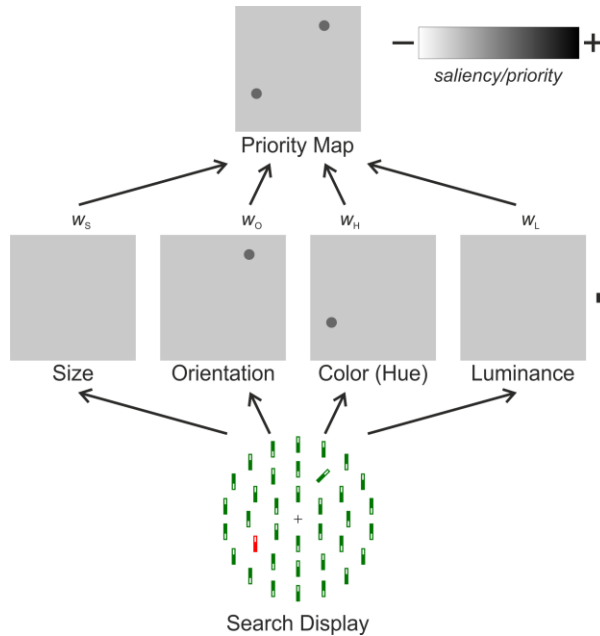 − +
saliency/priority
Priority Map
wS wO wH wL
Size Orientation Color (Hue) Luminance
Search Display